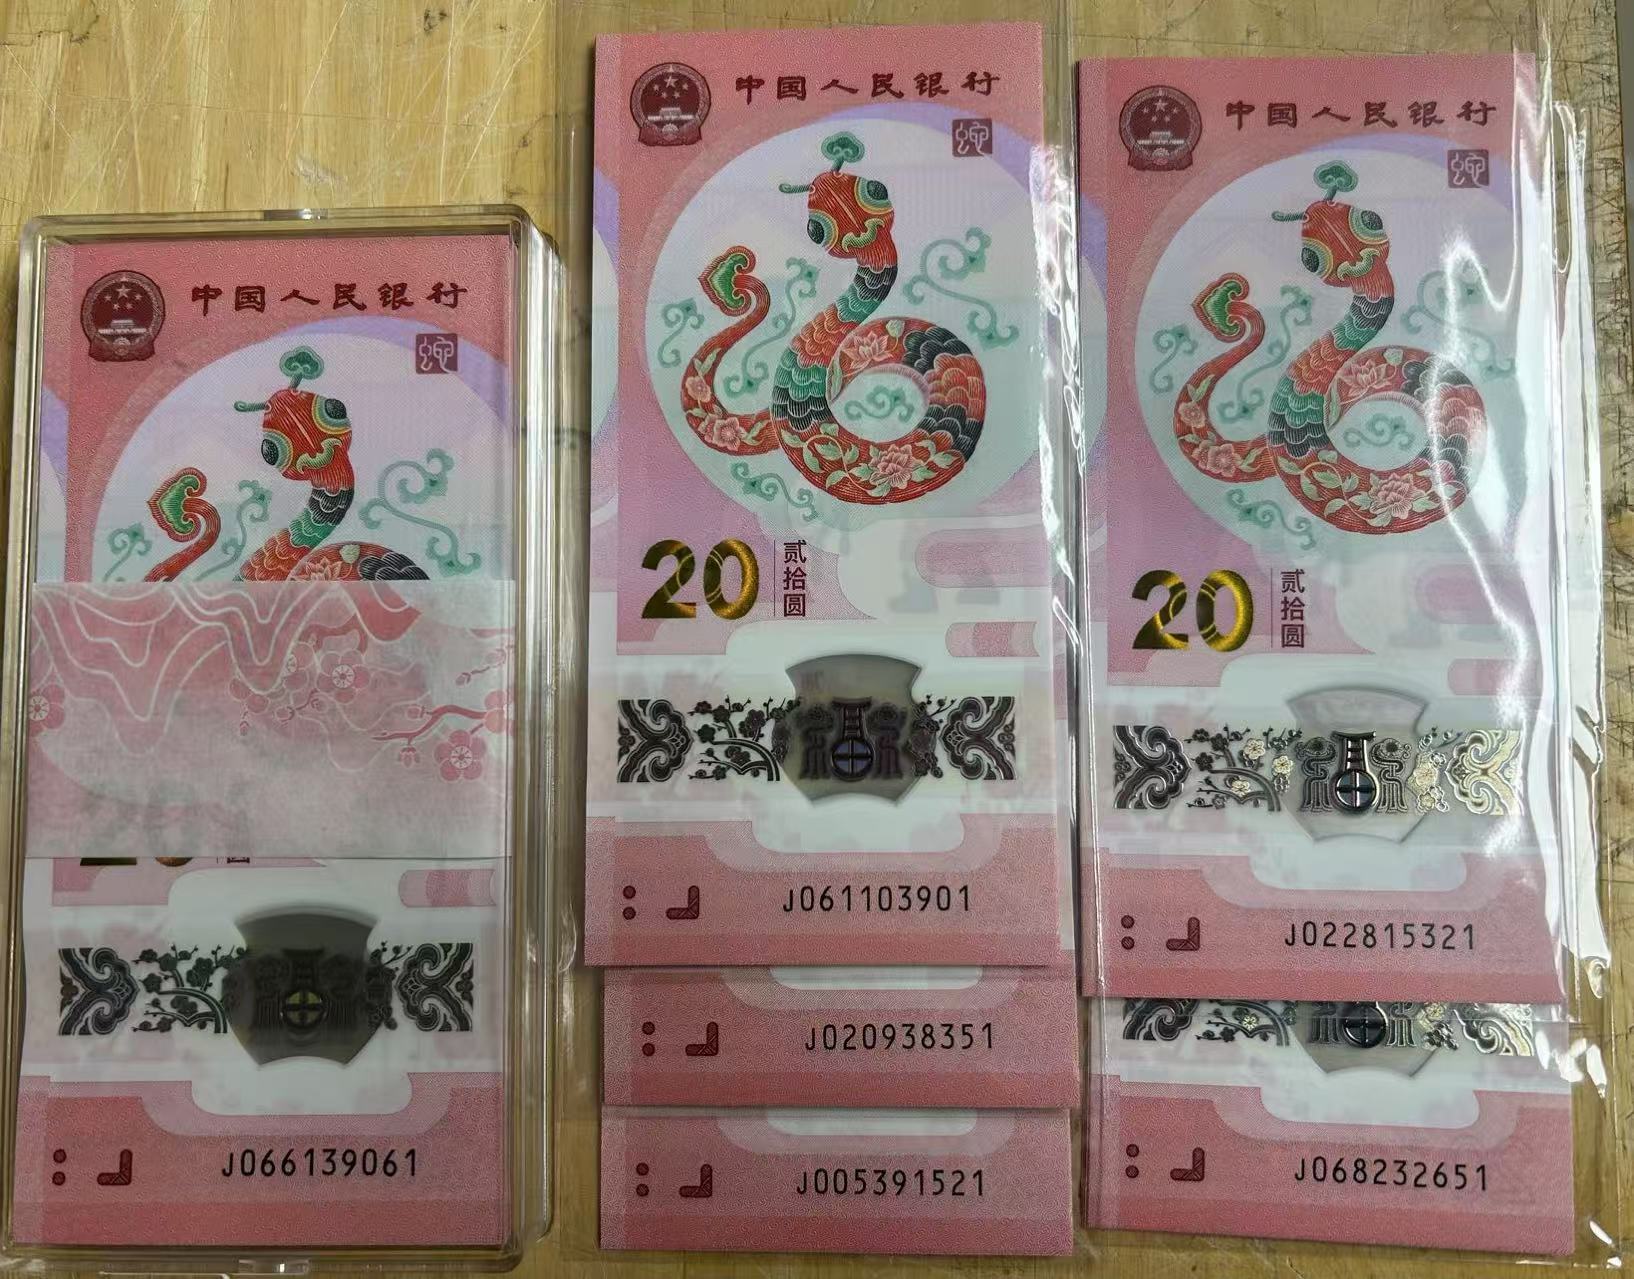 中国人民银行
蛇
J066139061
中国人民银行
蛇
20
贰拾圆
J061103901
J020938351
J005391521
中国人民银行
蛇
20
贰拾圆
J022815321
J068232651